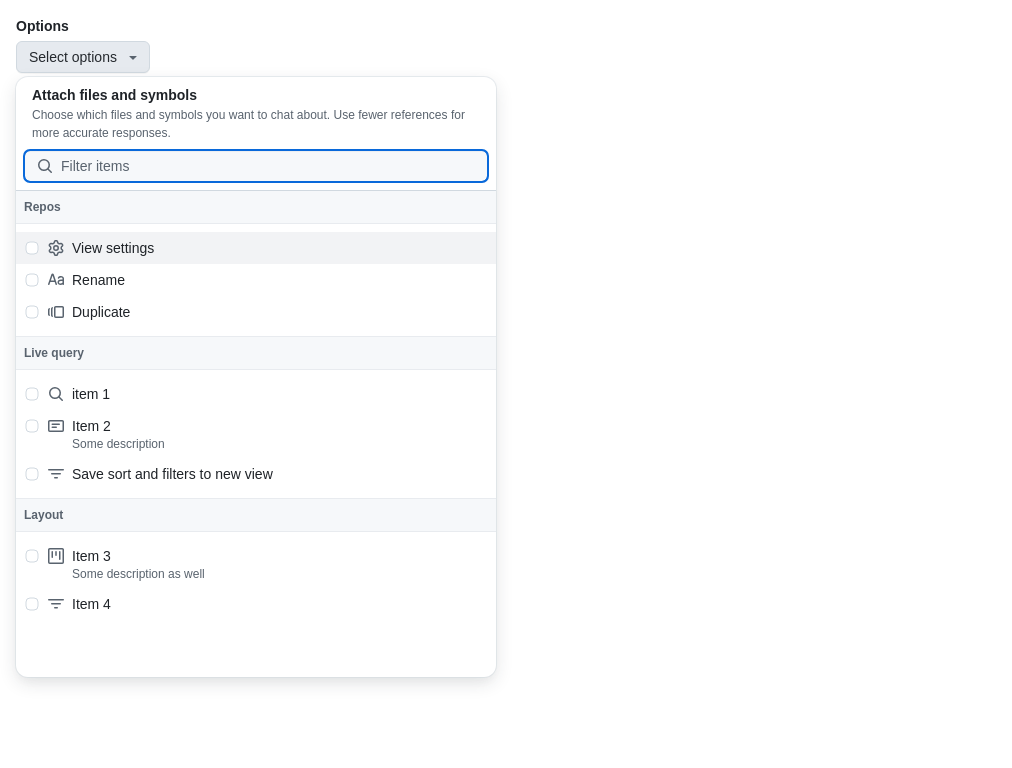 Options
Select options
Attach files and symbols
Choose which files and symbols you want to chat about. Use fewer references for
more accurate responses.
Filter items
Repos
View settings
Rename
Duplicate
Live query
item 1
Item 2
Some description
Save sort and filters to new view
Layout
Item 3
Some description as well
Item 4